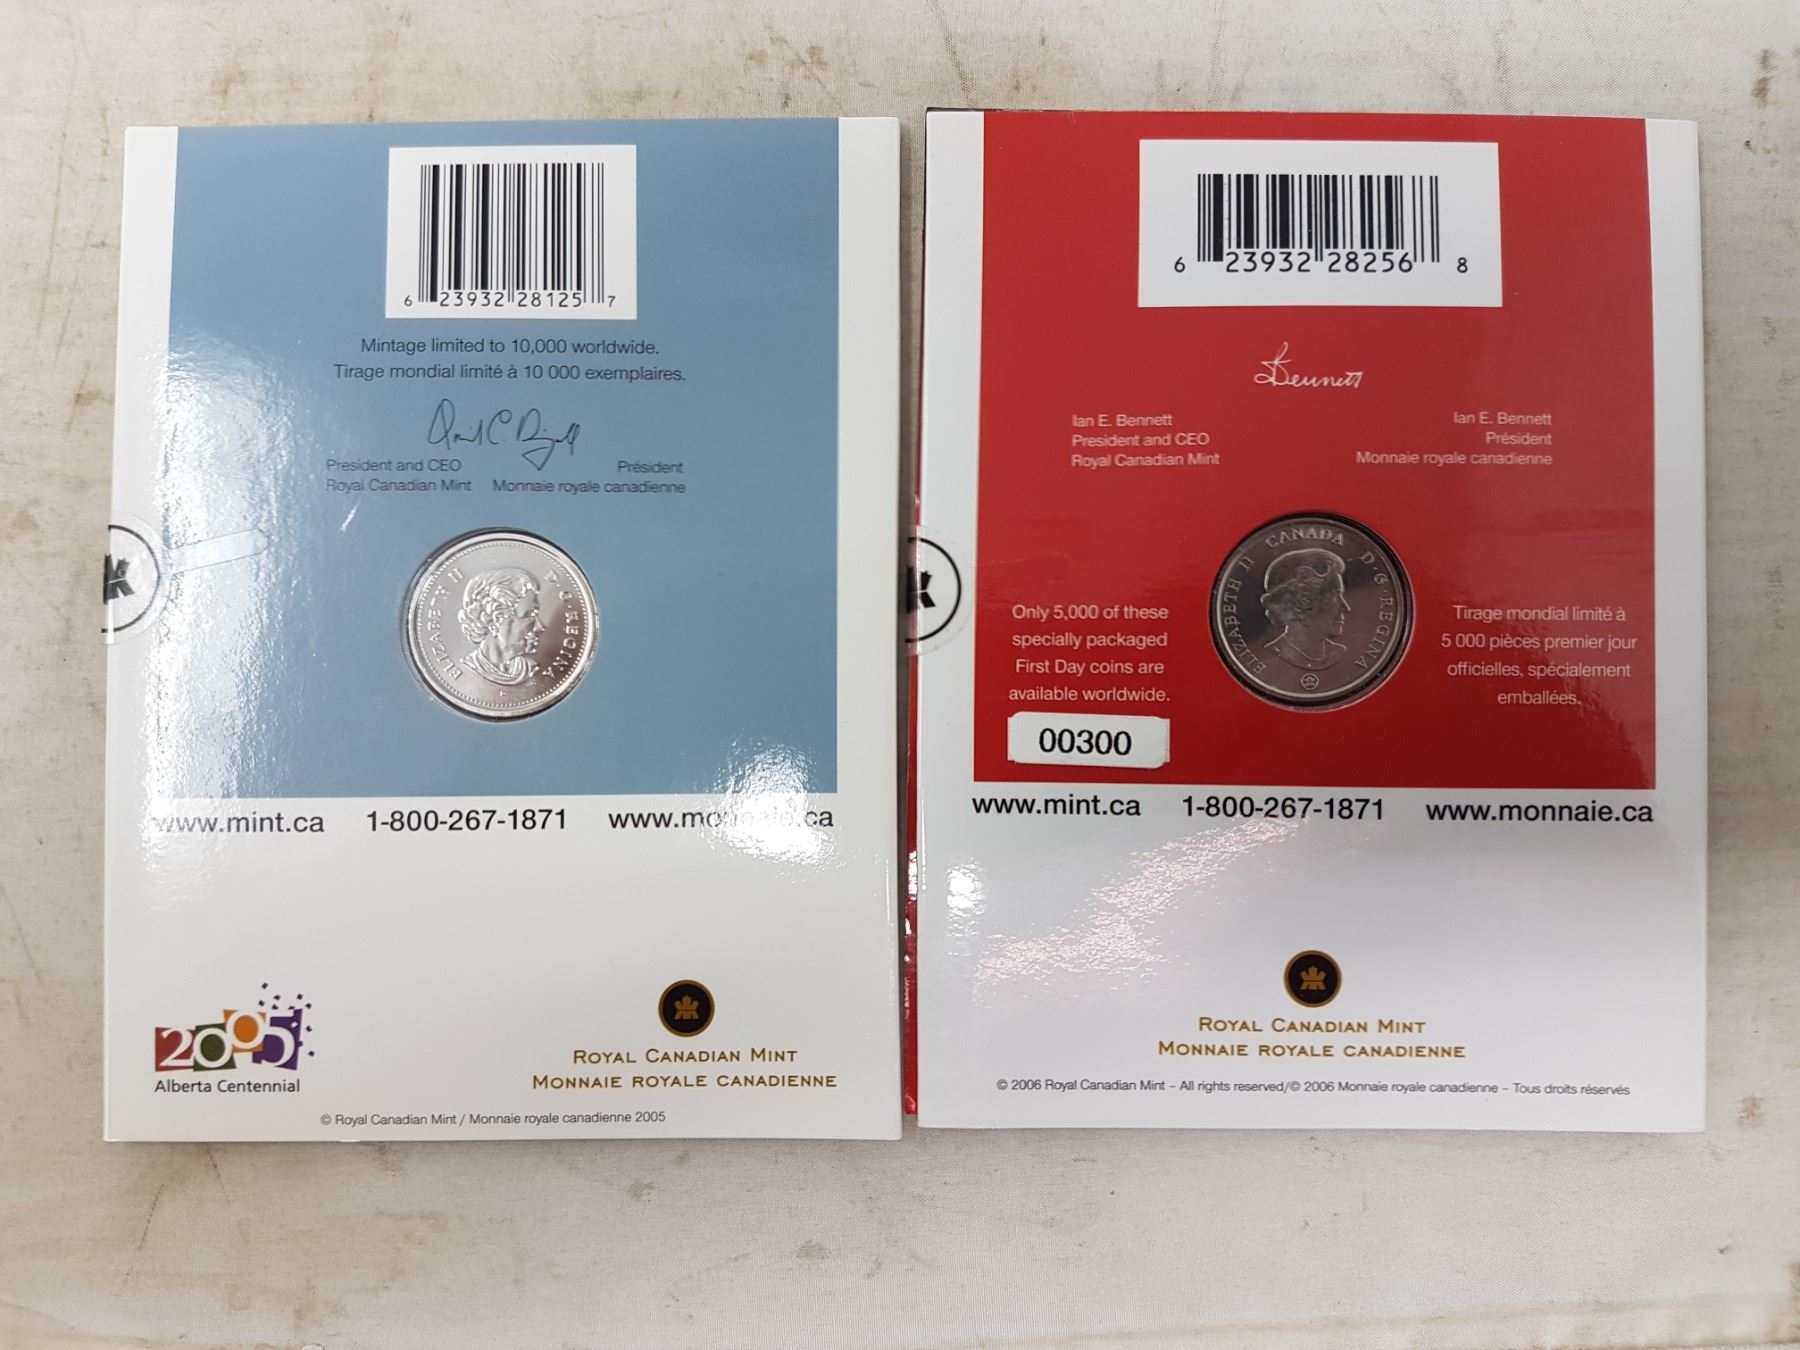 6 23932 28125 7
Mintage limited to 10,000 worldwide.
Tirage mondial limité à 10 000 exemplaires.
President and CEO
Royal Canadian Mint
Président
Monnaie royale canadienne
ELIZABETH II D·G·REGINA
P
www.mint.ca 1-800-267-1871 www.monnaie.ca
2005
Alberta Centennial
ROYAL CANADIAN MINT
MONNAIE ROYALE CANADIENNE
© Royal Canadian Mint / Monnaie royale canadienne 2005
6 23932 28256 8
Bennett
Ian E. Bennett
President and CEO
Royal Canadian Mint
Ian E. Bennett
Président
Monnaie royale canadienne
ELIZABETH II CANADA D·G·REGINA
Only 5,000 of these
specially packaged
First Day coins are
available worldwide.
00300
Tirage mondial limité à
5 000 pièces premier jour
officielles, spécialement
emballées.
www.mint.ca 1-800-267-1871 www.monnaie.ca
ROYAL CANADIAN MINT
MONNAIE ROYALE CANADIENNE
© 2006 Royal Canadian Mint – All rights reserved/© 2006 Monnaie royale canadienne – Tous droits réservés